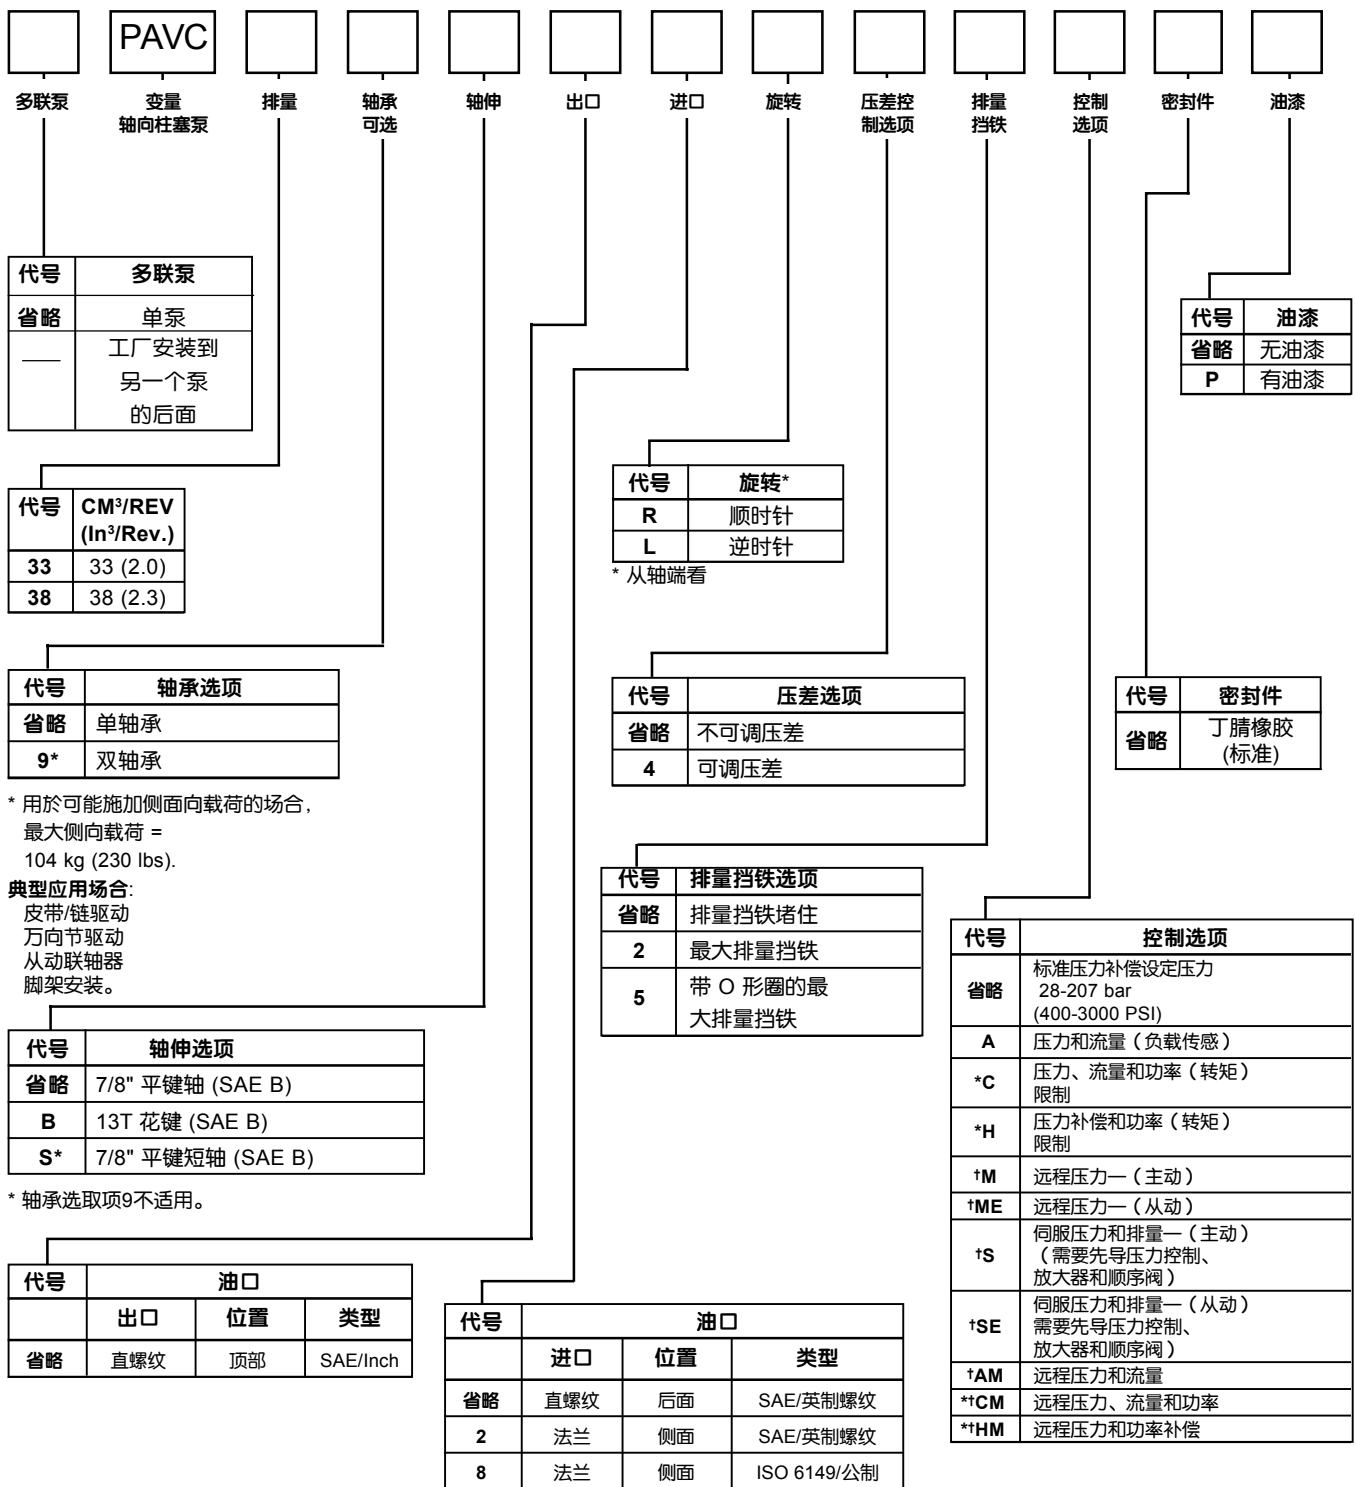 PAVC
多联泵
变量
轴向柱塞泵
排量
轴承
可选
轴伸
出口
进口
旋转
压差控
制选项
排量
挡铁
控制
选项
密封件
油漆
代号 多联泵
省略 单泵
___ 工厂安装到
另一个泵
的后面
代号 油漆
省略 无油漆
P 有油漆
代号 CM³/REV
(In³/Rev.)
33 33 (2.0)
38 38 (2.3)
代号 旋转*
R 顺时针
L 逆时针
* 从轴端看
代号 轴承选项
省略 单轴承
9* 双轴承
* 用於可能施加侧面向载荷的场合,
最大侧向载荷 =
104 kg (230 lbs).
典型应用场合:
皮带/链驱动
万向节驱动
从动联轴器
脚架安装。
代号 压差选项
省略 不可调压差
4 可调压差
代号 密封件
省略 丁腈橡胶
(标准)
代号 排量挡铁选项
省略 排量挡铁堵住
2 最大排量挡铁
5 带 O 形圈的最
大排量挡铁
代号 轴伸选项
省略 7/8" 平键轴 (SAE B)
B 13T 花键 (SAE B)
S* 7/8" 平键短轴 (SAE B)
* 轴承选取项9不适用。
代号 控制选项
省略 标准压力补偿设定压力
28-207 bar
(400-3000 PSI)
A 压力和流量（负载传感）
*C 压力、流量和功率（转矩）
限制
*H 压力补偿和功率（转矩）
限制
†M 远程压力—（主动）
†ME 远程压力—（从动）
†S 伺服压力和排量—（主动）
（需要先导压力控制、
放大器和顺序阀）
†SE 伺服压力和排量—（从动）
需要先导压力控制、
放大器和顺序阀）
†AM 远程压力和流量
*†CM 远程压力、流量和功率
*†HM 远程压力和功率补偿
代号 油口
出口 位置 类型
省略 直螺纹 顶部 SAE/Inch
代号 油口
进口 位置 类型
省略 直螺纹 后面 SAE/英制螺纹
2 法兰 侧面 SAE/英制螺纹
8 法兰 侧面 ISO 6149/公制